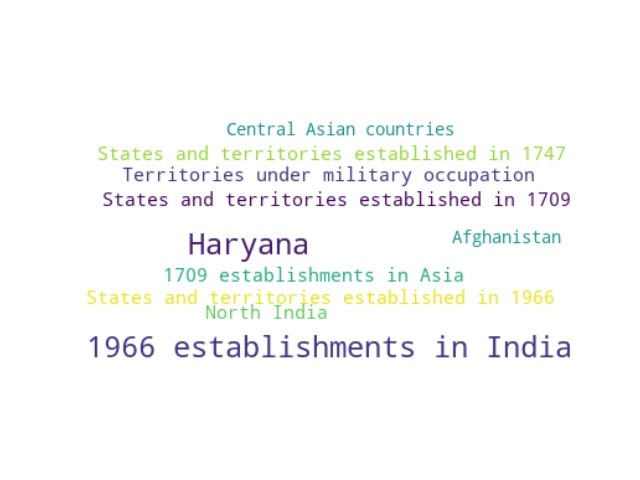 Central Asian countries
States and territories established in 1747
Territories under military occupation
States and territories established in 1709
Haryana
Afghanistan
1709 establishments in Asia
States and territories established in 1966
North India
1966 establishments in India